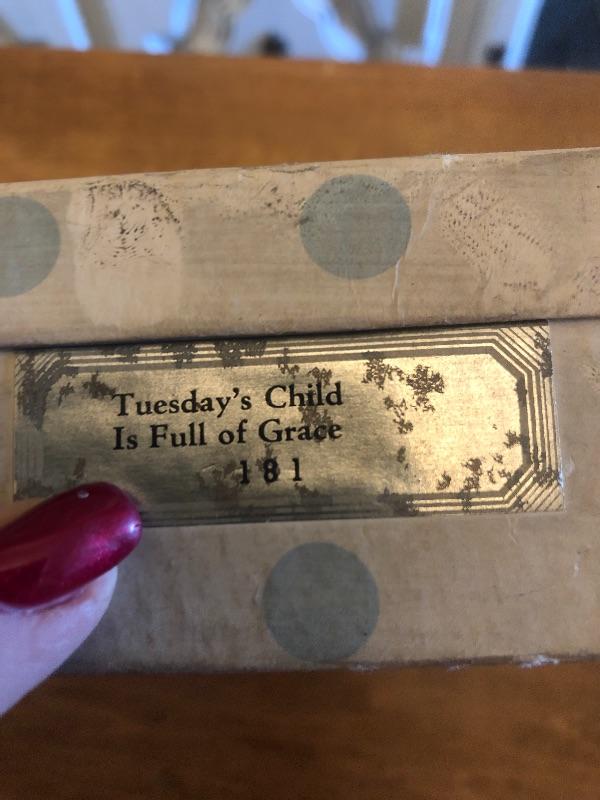 Tuesday's Child
Is Full of Grace
181